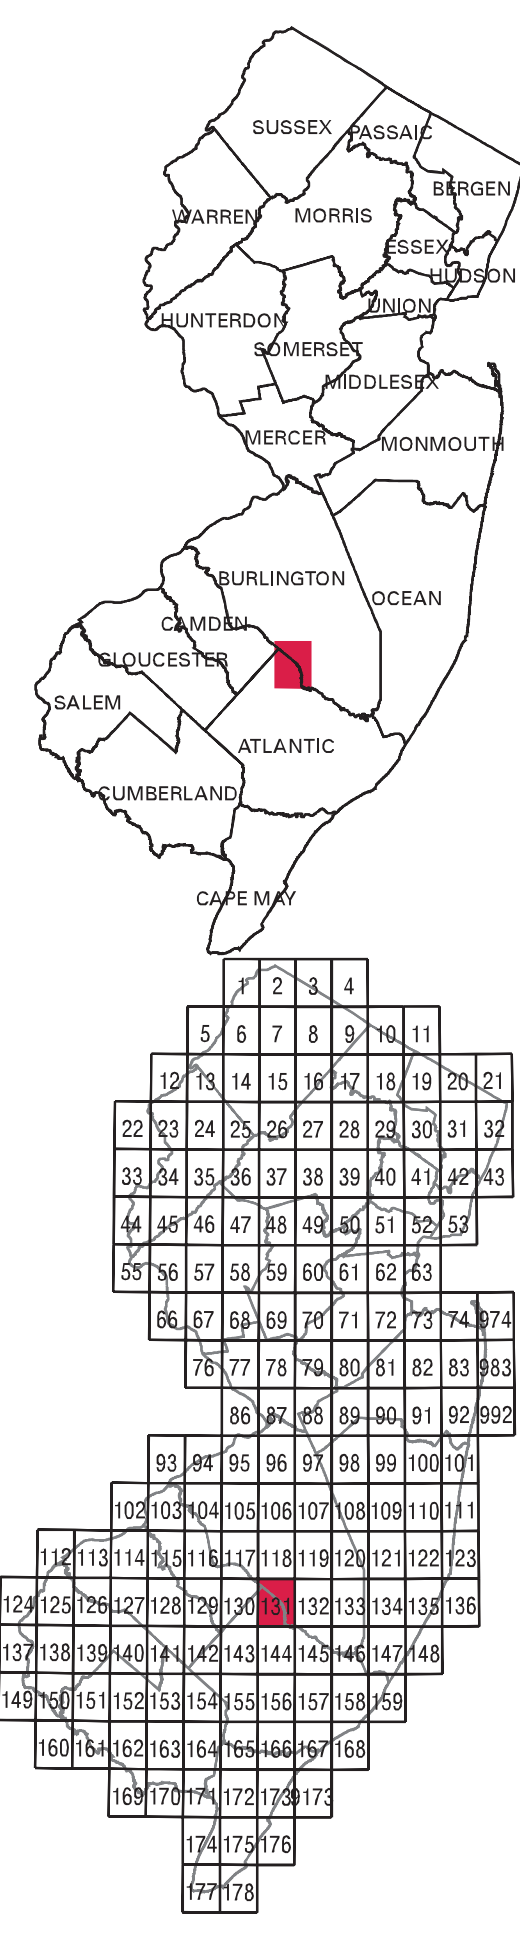 SUSSEX
PASSAIC
BERGEN
WARREN
MORRIS
ESSEX
HUDSON
UNION
HUNTERDON
SOMERSET
MIDDLESEX
MERCER
MONMOUTH
BURLINGTON
OCEAN
CAMDEN
GLOUCESTER
SALEM
ATLANTIC
CUMBERLAND
CAPE MAY
1 2 3 4
5 6 7 8 9 10 11
12 13 14 15 16 17 18 19 20 21
22 23 24 25 26 27 28 29 30 31 32
33 34 35 36 37 38 39 40 41 42 43
44 45 46 47 48 49 50 51 52 53
55 56 57 58 59 60 61 62 63
66 67 68 69 70 71 72 73 74 974
76 77 78 79 80 81 82 83 983
86 87 88 89 90 91 92 992
93 94 95 96 97 98 99 100 101
102 103 104 105 106 107 108 109 110 111
112 113 114 115 116 117 118 119 120 121 122 123
124 125 126 127 128 129 130 131 132 133 134 135 136
137 138 139 140 141 142 143 144 145 146 147 148
149 150 151 152 153 154 155 156 157 158 159
160 161 162 163 164 165 166 167 168
169 170 171 172 173 9173
174 175 176
177 178